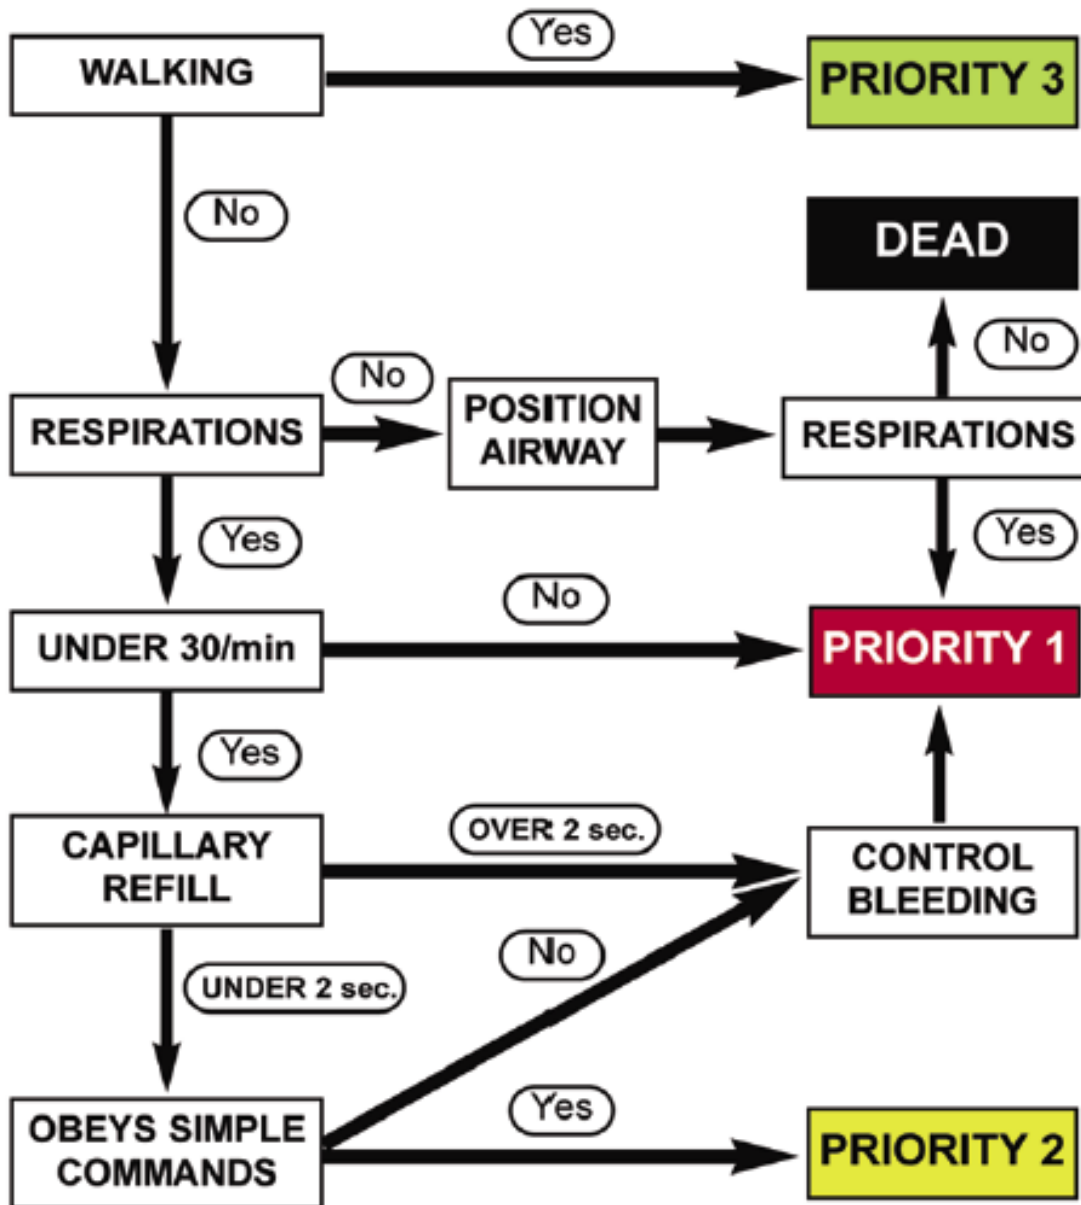 WALKING
Yes
PRIORITY 3
No
DEAD
No
RESPIRATIONS
No
POSITION
AIRWAY
RESPIRATIONS
Yes
Yes
UNDER 30/min
No
PRIORITY 1
Yes
CAPILLARY
REFILL
OVER 2 sec.
CONTROL
BLEEDING
UNDER 2 sec.
No
OBEYS SIMPLE
COMMANDS
Yes
PRIORITY 2